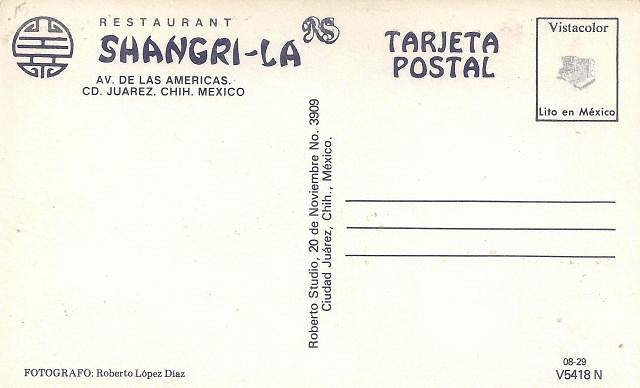 RESTAURANT
SHANGRI-LA
RS
AV. DE LAS AMERICAS.
CD. JUAREZ, CHIH. MEXICO
TARJETA
POSTAL
Vistacolor
Lito en México
Roberto Studio, 20 de Noviembre No. 3909
Ciudad Juárez, Chih., México.
FOTOGRAFO: Roberto López Díaz
08-29
V5418 N